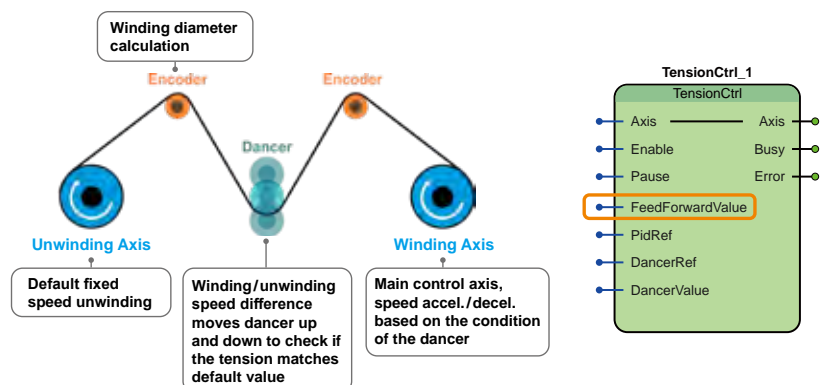 Winding diameter
calculation
Encoder
Encoder
Dancer
Unwinding Axis
Winding Axis
Default fixed
speed unwinding
Winding/unwinding
speed difference
moves dancer up
and down to check if
the tension matches
default value
Main control axis,
speed accel./decel.
based on the condition
of the dancer
TensionCtrl_1
TensionCtrl
Axis Axis
Enable Busy
Pause Error
FeedForwardValue
PidRef
DancerRef
DancerValue